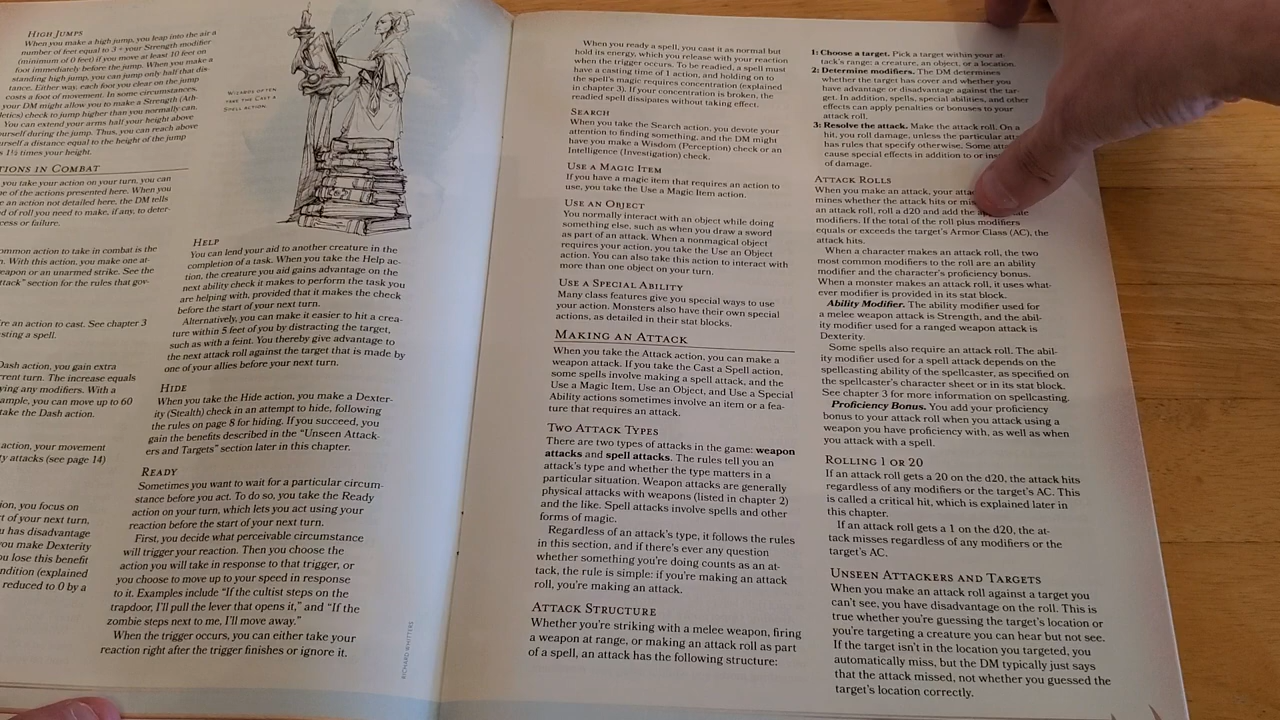 High Jumps
When you make a high jump, you leap into the air a
number of feet equal to 3 + your Strength modifier
(minimum of 0 feet) if you move at least 10 feet on
foot immediately before the jump. When you make a
standing high jump, you can jump only half that dis-
tance. Either way, each foot you clear on the jump
costs a foot of movement. In some circumstances,
your DM might allow you to make a Strength (Ath-
letics) check to jump higher than you normally can.
You can extend your arms half your height above
yourself during the jump. Thus, you can reach above
yourself a distance equal to the height of the jump
1½ times your height.
tions in Combat
you take your action on your turn, you can
ne of the actions presented here. When you
e an action not detailed here, the DM tells
d of roll you need to make, if any, to deter-
cess or failure.
ommon action to take in combat is the
n. With this action, you make one at-
eapon or an unarmed strike. See the
ttack" section for the rules that gov-
re an action to cast. See chapter 3
sting a spell.
Dash action, you gain extra
rrent turn. The increase equals
ying any modifiers. With a
ample, you can move up to 60
take the Dash action.
action, your movement
ty attacks (see page 14)
ion, you focus on
rt of your next turn,
u has disadvantage
you make Dexterity
ou lose this benefit
ndition (explained
reduced to 0 by a
Wizards often
take the Cast a
Spell action.
Help
You can lend your aid to another creature in the
completion of a task. When you take the Help ac-
tion, the creature you aid gains advantage on the
next ability check it makes to perform the task you
are helping with, provided that it makes the check
before the start of your next turn.
Alternatively, you can make it easier to hit a crea-
ture within 5 feet of you by distracting the target,
such as with a feint. You thereby give advantage to
the next attack roll against the target that is made by
one of your allies before your next turn.
Hide
When you take the Hide action, you make a Dexter-
ity (Stealth) check in an attempt to hide, following
the rules on page 8 for hiding. If you succeed, you
gain the benefits described in the "Unseen Attack-
ers and Targets" section later in this chapter.
Ready
Sometimes you want to wait for a particular circum-
stance before you act. To do so, you take the Ready
action on your turn, which lets you act using your
reaction before the start of your next turn.
First, you decide what perceivable circumstance
will trigger your reaction. Then you choose the
action you will take in response to that trigger, or
you choose to move up to your speed in response
to it. Examples include "If the cultist steps on the
trapdoor, I'll pull the lever that opens it," and "If the
zombie steps next to me, I'll move away."
When the trigger occurs, you can either take your
reaction right after the trigger finishes or ignore it.
Richard Whitters
When you ready a spell, you cast it as normal but
hold its energy, which you release with your reaction
when the trigger occurs. To be readied, a spell must
have a casting time of 1 action, and holding on to
the spell's magic requires concentration (explained
in chapter 3). If your concentration is broken, the
readied spell dissipates without taking effect.
Search
When you take the Search action, you devote your
attention to finding something, and the DM might
have you make a Wisdom (Perception) check or an
Intelligence (Investigation) check.
Use a Magic Item
If you have a magic item that requires an action to
use, you take the Use a Magic Item action.
Use an Object
You normally interact with an object while doing
something else, such as when you draw a sword
as part of an attack. When a nonmagical object
requires your action, you take the Use an Object
action. You can also take this action to interact with
more than one object on your turn.
Use a Special Ability
Many class features give you special ways to use
your action. Monsters also have their own special
actions, as detailed in their stat blocks.
Making an Attack
When you take the Attack action, you can make a
weapon attack. If you take the Cast a Spell action,
some spells involve making a spell attack, and the
Use a Magic Item, Use an Object, and Use a Special
Ability actions sometimes involve an item or a fea-
ture that requires an attack.
Two Attack Types
There are two types of attacks in the game: weapon
attacks and spell attacks. The rules tell you an
attack's type and whether the type matters in a
particular situation. Weapon attacks are generally
physical attacks with weapons (listed in chapter 2)
and the like. Spell attacks involve spells and other
forms of magic.
Regardless of an attack's type, it follows the rules
in this section, and if there's ever any question
whether something you're doing counts as an at-
tack, the rule is simple: if you're making an attack
roll, you're making an attack.
Attack Structure
Whether you're striking with a melee weapon, firing
a weapon at range, or making an attack roll as part
of a spell, an attack has the following structure:
1: Choose a target. Pick a target within your at-
tack's range: a creature, an object, or a location.
2: Determine modifiers. The DM determines
whether the target has cover and whether you
have advantage or disadvantage against the tar-
get. In addition, spells, special abilities, and other
effects can apply penalties or bonuses to your
attack roll.
3: Resolve the attack. Make the attack roll. On a
hit, you roll damage, unless the particular att
has rules that specify otherwise. Some att
cause special effects in addition to or ins
of damage.
Attack Rolls
When you make an attack, your atta
mines whether the attack hits or mis
an attack roll, roll a d20 and add the
modifiers. If the total of the roll plus modifiers
equals or exceeds the target's Armor Class (AC), the
attack hits.
When a character makes an attack roll, the two
most common modifiers to the roll are an ability
modifier and the character's proficiency bonus.
When a monster makes an attack roll, it uses what-
ever modifier is provided in its stat block.
Ability Modifier. The ability modifier used for
a melee weapon attack is Strength, and the abil-
ity modifier used for a ranged weapon attack is
Dexterity.
Some spells also require an attack roll. The abil-
ity modifier used for a spell attack depends on the
spellcasting ability of the spellcaster, as specified on
the spellcaster's character sheet or in its stat block.
See chapter 3 for more information on spellcasting.
Proficiency Bonus. You add your proficiency
bonus to your attack roll when you attack using a
weapon you have proficiency with, as well as when
you attack with a spell.
Rolling 1 or 20
If an attack roll gets a 20 on the d20, the attack hits
regardless of any modifiers or the target's AC. This
is called a critical hit, which is explained later in
this chapter.
If an attack roll gets a 1 on the d20, the at-
tack misses regardless of any modifiers or the
target's AC.
Unseen Attackers and Targets
When you make an attack roll against a target you
can't see, you have disadvantage on the roll. This is
true whether you're guessing the target's location or
you're targeting a creature you can hear but not see.
If the target isn't in the location you targeted, you
automatically miss, but the DM typically just says
that the attack missed, not whether you guessed the
target's location correctly.